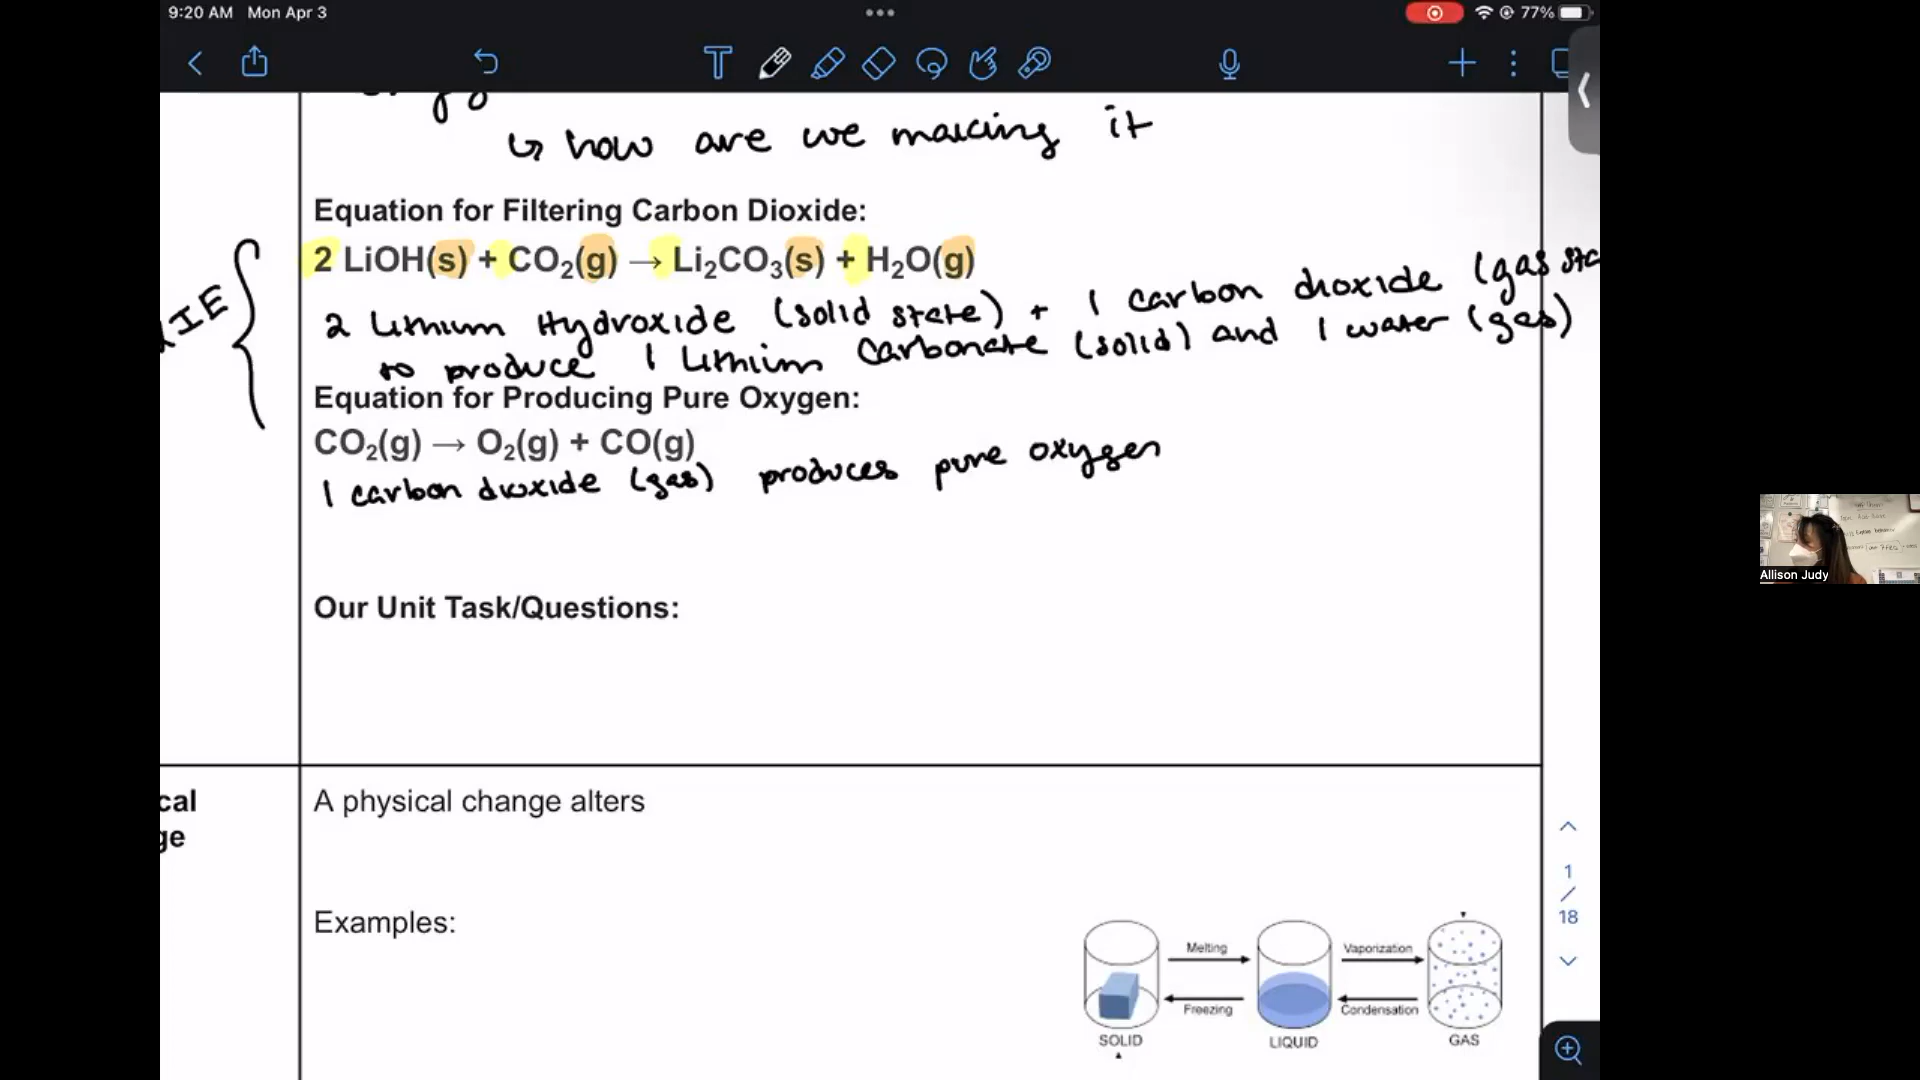 9:20 AM Mon Apr 3
77%
↳ how are we making it
Equation for Filtering Carbon Dioxide:
2 LiOH(s) + CO₂(g) → Li₂CO₃(s) + H₂O(g)
2 Lithium Hydroxide (solid state) + 1 carbon dioxide (gas sta
to produce 1 Lithium Carbonate (solid) and 1 water (gas)
Equation for Producing Pure Oxygen:
CO₂(g) → O₂(g) + CO(g)
1 carbon dioxide (gas) produces pure oxygen
Our Unit Task/Questions:
cal
ge
A physical change alters
Examples:
Melting
Freezing
Vaporization
Condensation
SOLID
LIQUID
GAS
1
/
18
Allison Judy